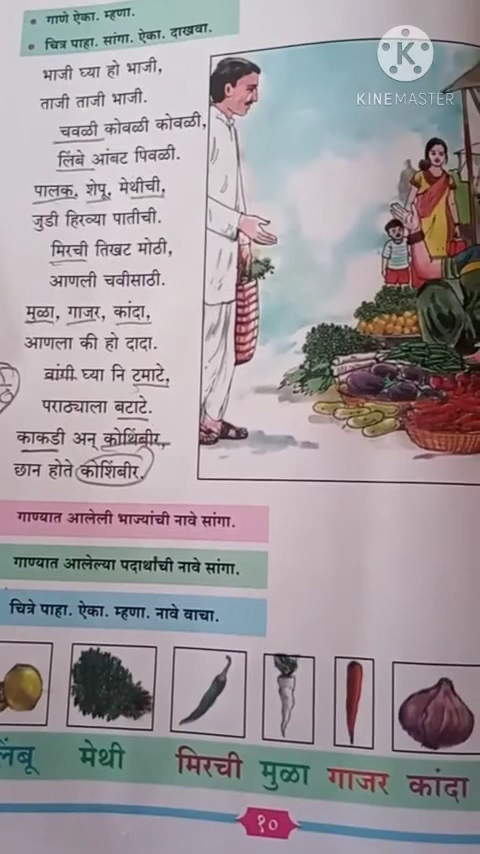 गाणे ऐका. म्हणा.
चित्र पाहा. सांगा. ऐका. दाखवा.
भाजी घ्या हो भाजी,
ताजी ताजी भाजी.
चवळी कोवळी कोवळी,
लिंबे आंबट पिवळी.
पालक, शेपू, मेथीची,
जुडी हिरव्या पातीची.
मिरची तिखट मोठी,
आणली चवीसाठी.
मुळा, गाजर, कांदा,
आणला की हो दादा.
वांगी घ्या नि टमाटे,
पराठ्याला बटाटे.
काकडी अन् कोथिंबीर,
छान होते कोशिंबीर.
गाण्यात आलेली भाज्यांची नावे सांगा.
गाण्यात आलेल्या पदार्थांची नावे सांगा.
चित्रे पाहा. ऐका. म्हणा. नावे वाचा.
लिंबू मेथी मिरची मुळा गाजर कांदा
१०
K
KINEMASTER